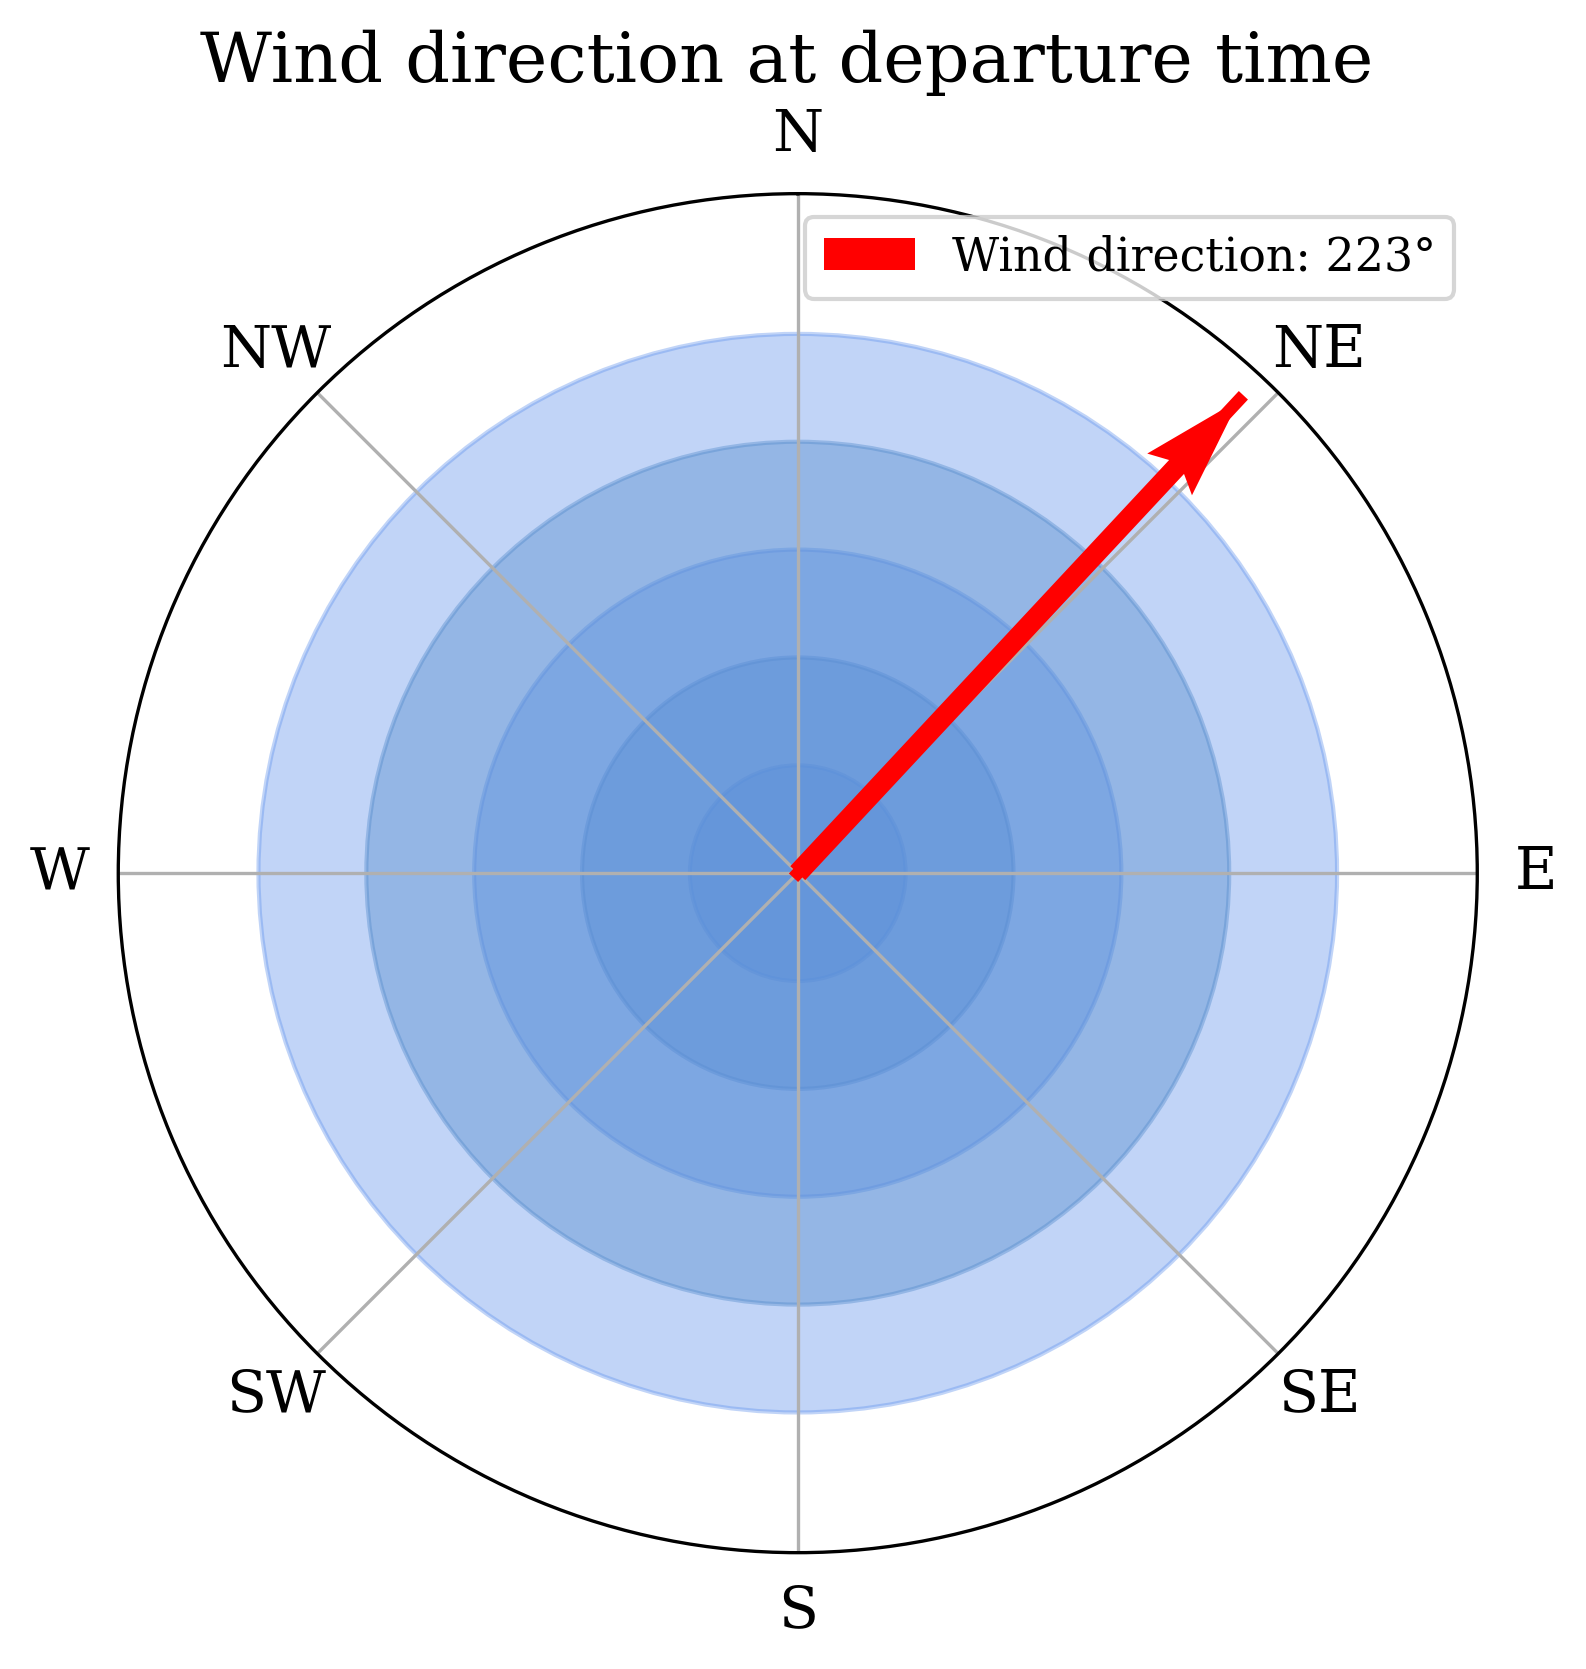 Wind direction at departure time
N
Wind direction: 223°
NW
NE
W
E
SW
SE
S